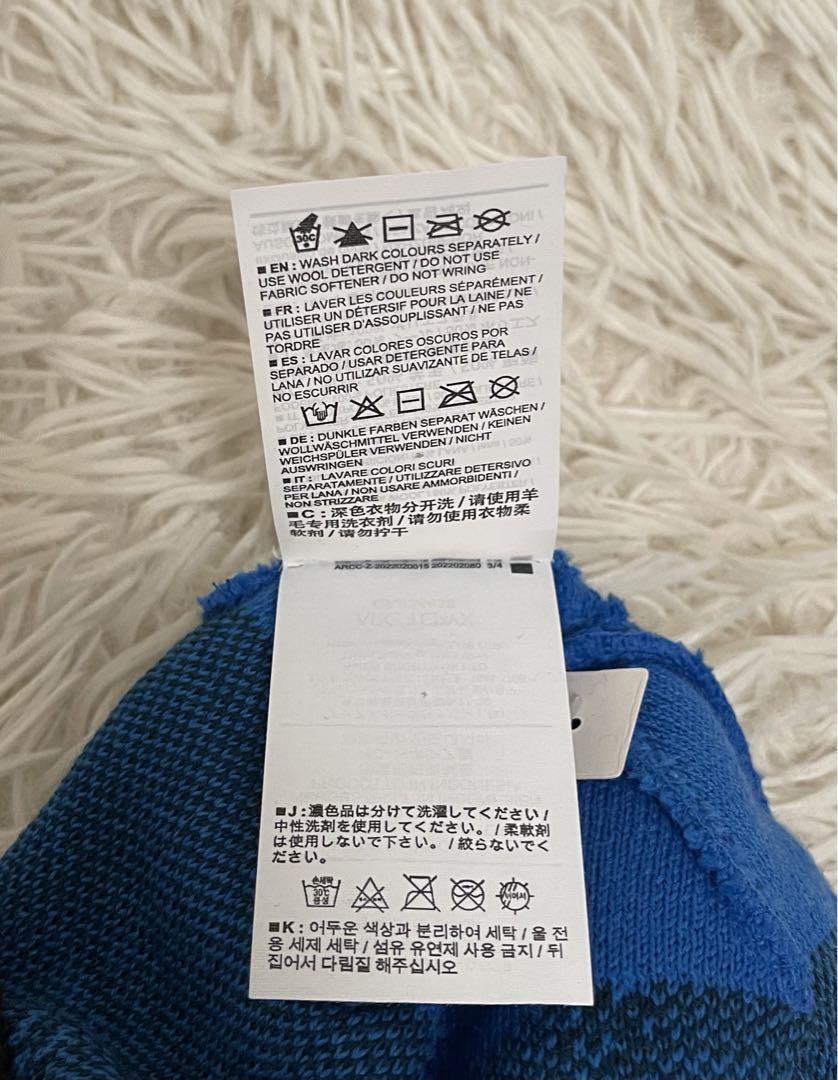 30C
■ EN : WASH DARK COLOURS SEPARATELY /
USE WOOL DETERGENT / DO NOT USE
FABRIC SOFTENER / DO NOT WRING
■ FR : LAVER LES COULEURS SÉPARÉMENT /
UTILISER UN DÉTERSIF POUR LA LAINE / NE
PAS UTILISER D'ASSOUPLISSANT / NE PAS
TORDRE
■ ES : LAVAR COLORES OSCUROS POR
SEPARADO / USAR DETERGENTE PARA
LANA / NO UTILIZAR SUAVIZANTE DE TELAS /
NO ESCURRIR
■ DE : DUNKLE FARBEN SEPARAT WÄSCHEN /
WOLLWÄSCHMITTEL VERWENDEN / KEINEN
WEICHSPÜLER VERWENDEN / NICHT
AUSWRINGEN
■ IT : LAVARE COLORI SCURI
SEPARATAMENTE / UTILIZZARE DETERSIVO
PER LANA / NON USARE AMMORBIDENTI /
NON STRIZZARE
■C : 深色衣物分开洗 / 请使用羊
毛专用洗衣剂 / 请勿使用衣物柔
软剂 / 请勿拧干
ARCC-Z-2022020015 202202080 3/4
■J : 濃色品は分けて洗濯してください /
中性洗剤を使用してください。 / 柔軟剤
は使用しないで下さい。 / 絞らないでく
ださい。
손세탁
30℃
중성
■K : 어두운 색상과 분리하여 세탁 / 울 전
용 세제 세탁 / 섬유 유연제 사용 금지 / 뒤
집어서 다림질 해주십시오